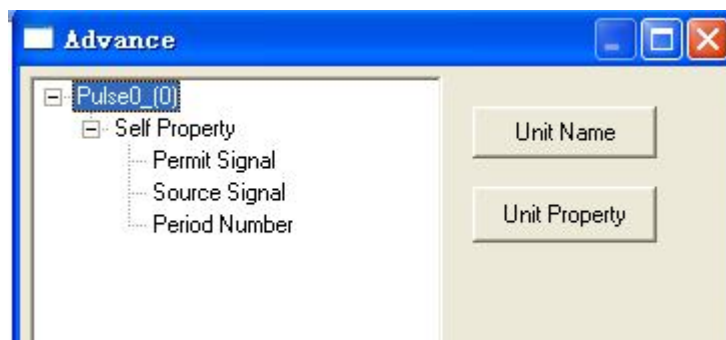 Advance
Pulse0_(0)
Self Property
Permit Signal
Source Signal
Period Number
Unit Name
Unit Property